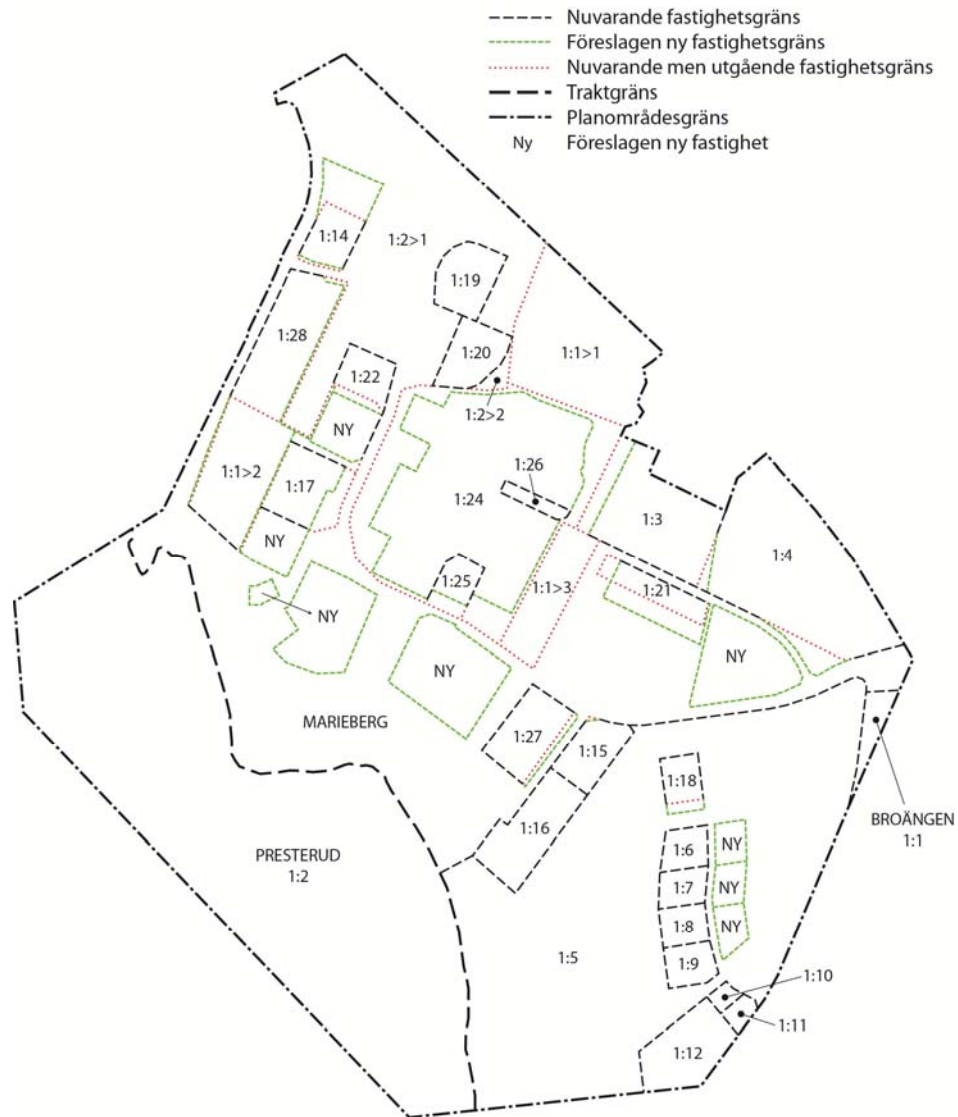 Nuvarande fastighetsgräns
Föreslagen ny fastighetsgräns
Nuvarande men utgående fastighetsgräns
Traktgräns
Planområdesgräns
Ny Föreslagen ny fastighet
1:14
1:2>1
1:19
1:28
1:20
1:1>1
1:22
1:2>2
NY
1:1>2
1:17
1:26
1:24
1:3
NY
1:4
1:25
1:1>3
1:21
NY
NY
NY
MARIEBERG
1:27
1:15
1:18
1:16
BROÄNGEN
1:1
PRESTERUD
1:2
1:6
NY
1:7
NY
1:8
NY
1:5
1:9
1:10
1:11
1:12